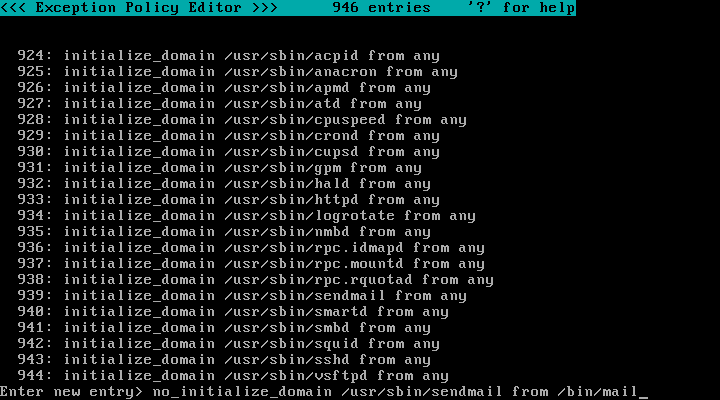 <<< Exception Policy Editor >>>      946 entries    '?' for help
924: initialize_domain /usr/sbin/acpid from any
925: initialize_domain /usr/sbin/anacron from any
926: initialize_domain /usr/sbin/apmd from any
927: initialize_domain /usr/sbin/atd from any
928: initialize_domain /usr/sbin/cpuspeed from any
929: initialize_domain /usr/sbin/crond from any
930: initialize_domain /usr/sbin/cupsd from any
931: initialize_domain /usr/sbin/gpm from any
932: initialize_domain /usr/sbin/hald from any
933: initialize_domain /usr/sbin/httpd from any
934: initialize_domain /usr/sbin/logrotate from any
935: initialize_domain /usr/sbin/nmbd from any
936: initialize_domain /usr/sbin/rpc.idmapd from any
937: initialize_domain /usr/sbin/rpc.mountd from any
938: initialize_domain /usr/sbin/rpc.rquotad from any
939: initialize_domain /usr/sbin/sendmail from any
940: initialize_domain /usr/sbin/smartd from any
941: initialize_domain /usr/sbin/smbd from any
942: initialize_domain /usr/sbin/squid from any
943: initialize_domain /usr/sbin/sshd from any
944: initialize_domain /usr/sbin/vsftpd from any
Enter new entry> no_initialize_domain /usr/sbin/sendmail from /bin/mail_